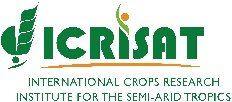 ICRISAT
INTERNATIONAL CROPS RESEARCH
INSTITUTE FOR THE SEMI-ARID TROPICS